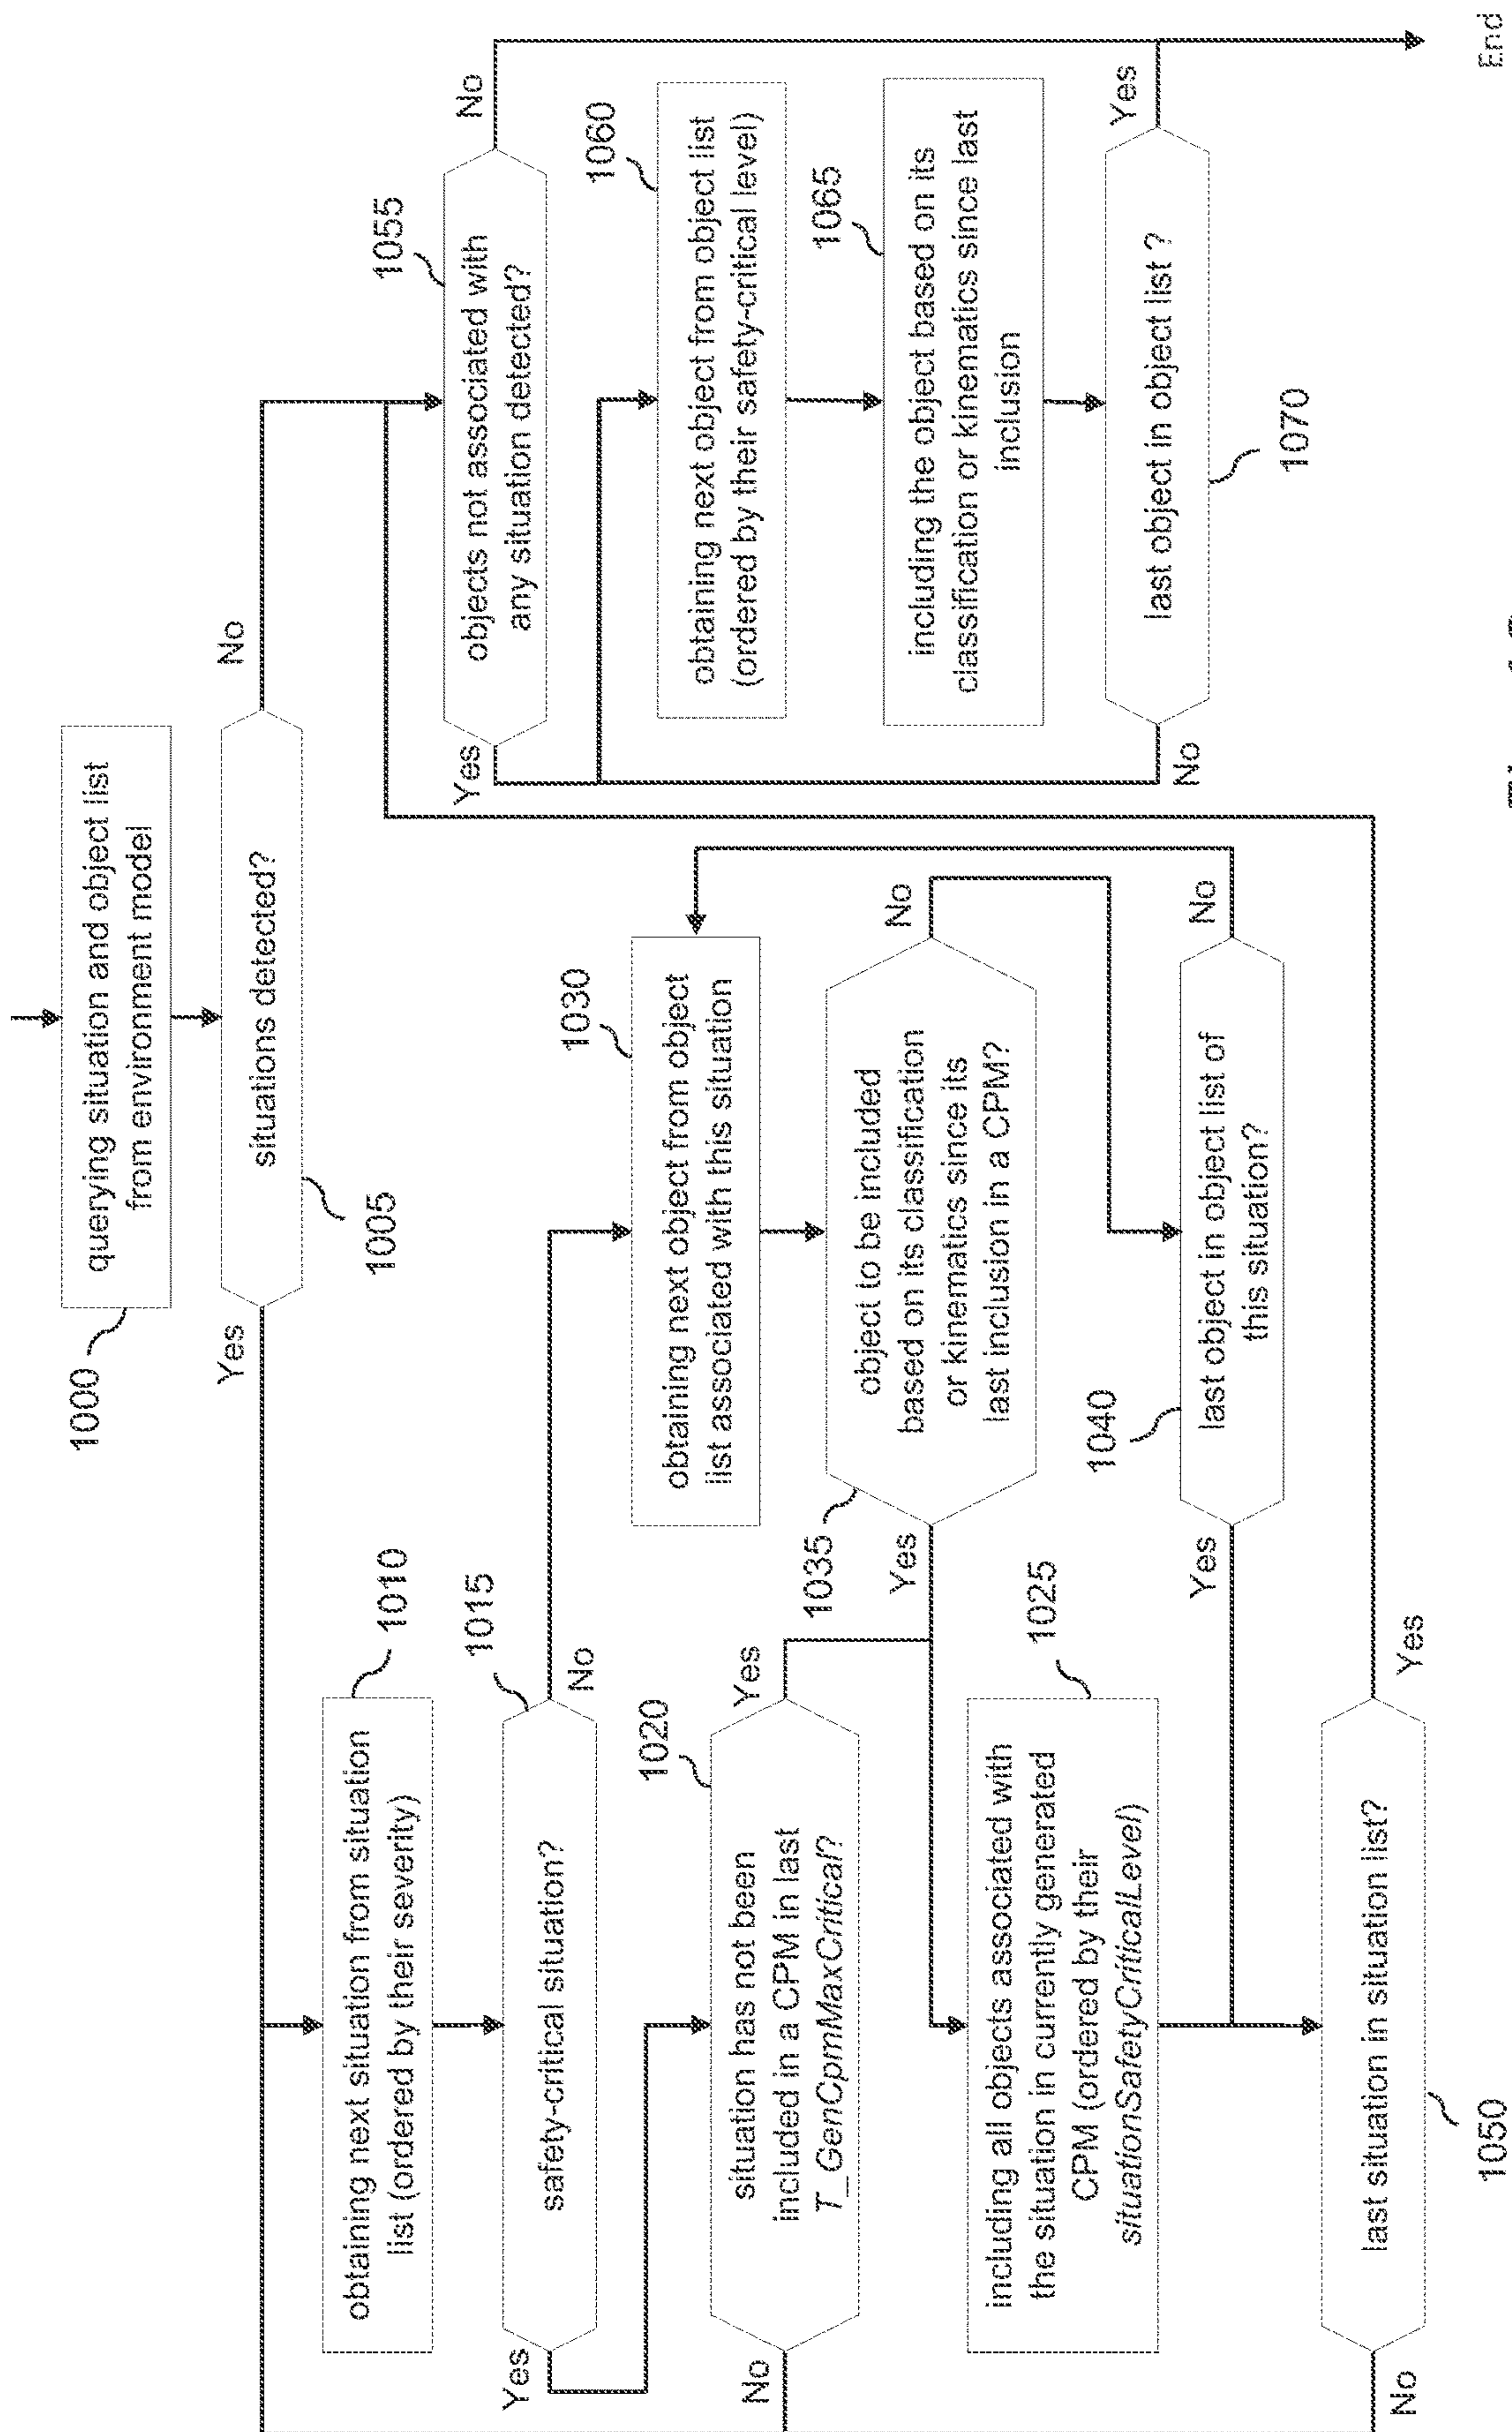 1000
querying situation and object list
from environment model
situations detected?
1005
Yes
No
obtaining next situation from situation
list (ordered by their severity)
1010
safety-critical situation?
1015
Yes
No
situation has not been
included in a CPM in last
T_GenCpmMaxCritical?
1020
No
Yes
including all objects associated with
the situation in currently generated
CPM (ordered by their
situationSafetyCriticalLevel)
1025
last situation in situation list?
1050
No
Yes
obtaining next object from object
list associated with this situation
1030
object to be included
based on its classification
or kinematics since its
last inclusion in a CPM?
1035
Yes
No
last object in object list of
this situation?
1040
Yes
No
objects not associated with
any situation detected?
1055
Yes
No
obtaining next object from object list
(ordered by their safety-critical level)
1060
including the object based on its
classification or kinematics since last
inclusion
1065
last object in object list ?
1070
No
Yes
End